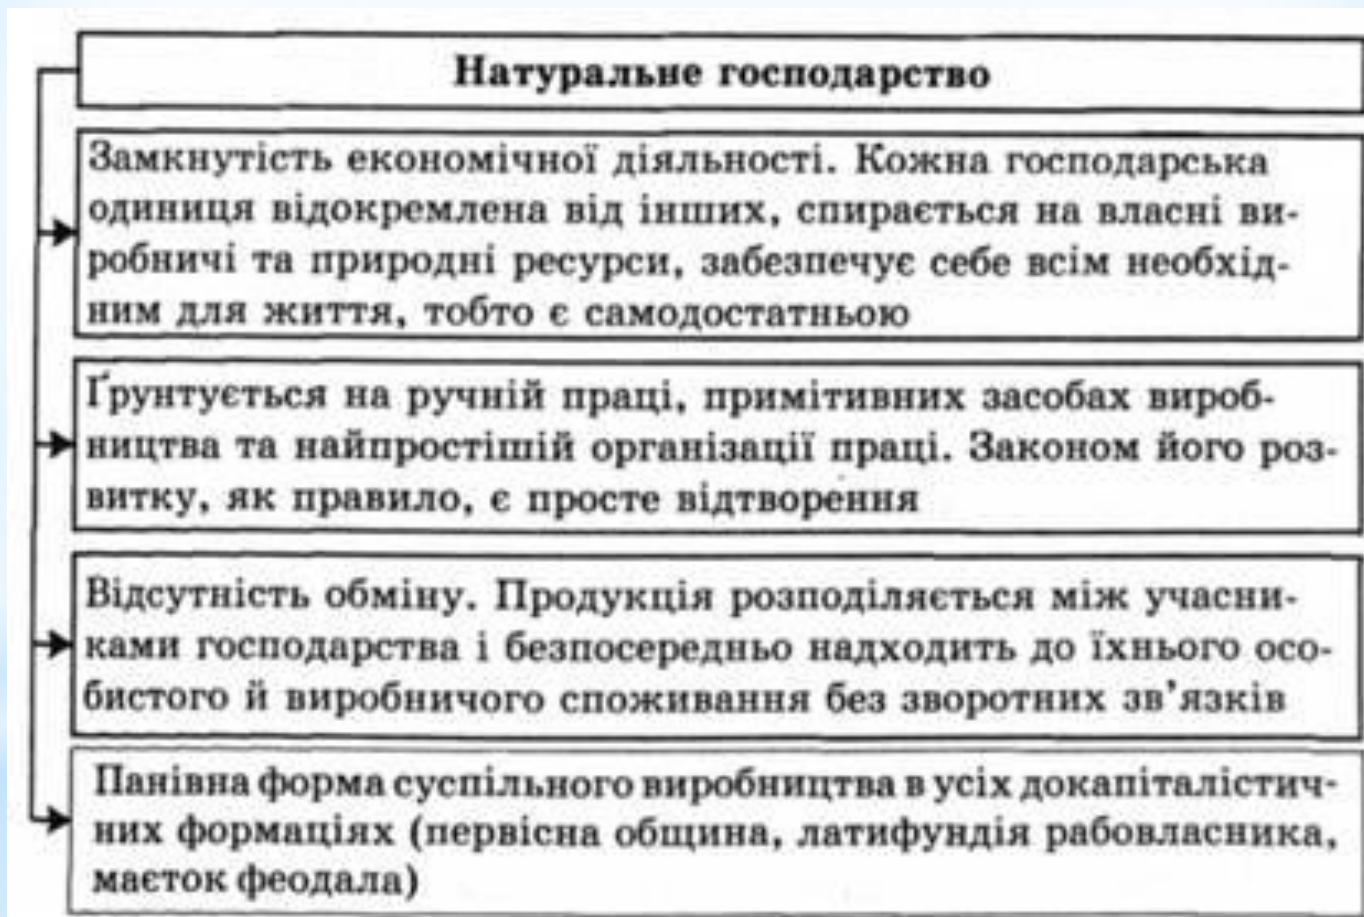 Натуральне господарство
Замкнутість економічної діяльності. Кожна господарська
одиниця відокремлена від інших, спирається на власні ви-
робничі та природні ресурси, забезпечує себе всім необхід-
ним для життя, тобто є самодостатньою
Ґрунтується на ручній праці, примітивних засобах вироб-
ництва та найпростішій організації праці. Законом його роз-
витку, як правило, є просте відтворення
Відсутність обміну. Продукція розподіляється між учасни-
ками господарства і безпосередньо надходить до їхнього осо-
бистого й виробничого споживання без зворотних зв’язків
Панівна форма суспільного виробництва в усіх докапіталістич-
них формаціях (первісна община, латифундія рабовласника,
маєток феодала)